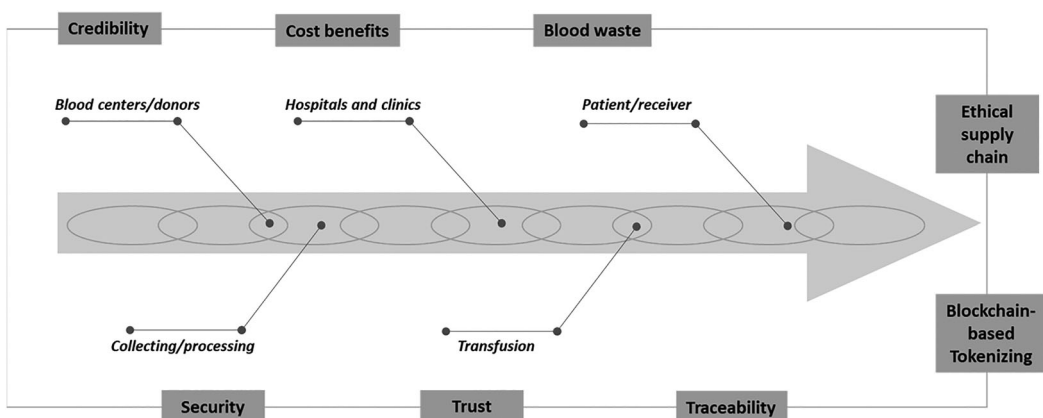 Credibility
Cost benefits
Blood waste
Blood centers/donors
Hospitals and clinics
Patient/receiver
Ethical
supply
chain
Collecting/processing
Transfusion
Blockchain-
based
Tokenizing
Security
Trust
Traceability